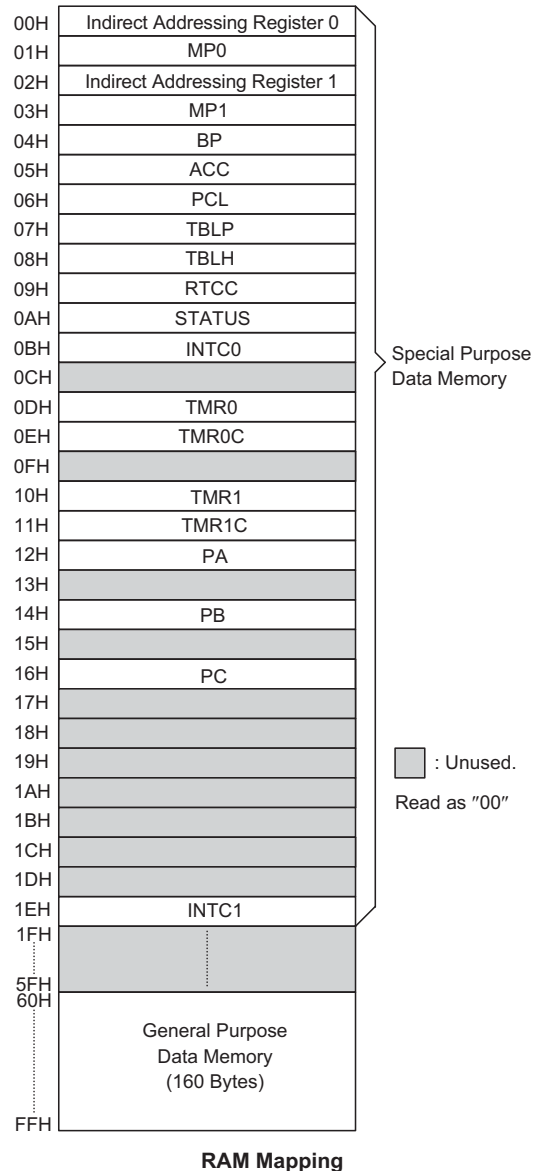 00H Indirect Addressing Register 0
01H MP0
02H Indirect Addressing Register 1
03H MP1
04H BP
05H ACC
06H PCL
07H TBLP
08H TBLH
09H RTCC
0AH STATUS
0BH INTC0
0CH
0DH TMR0
0EH TMR0C
0FH
10H TMR1
11H TMR1C
12H PA
13H
14H PB
15H
16H PC
17H
18H
19H
1AH
1BH
1CH
1DH
1EH INTC1
1FH
5FH
60H
General Purpose
Data Memory
(160 Bytes)
FFH
Special Purpose
Data Memory
: Unused.
Read as "00"
RAM Mapping